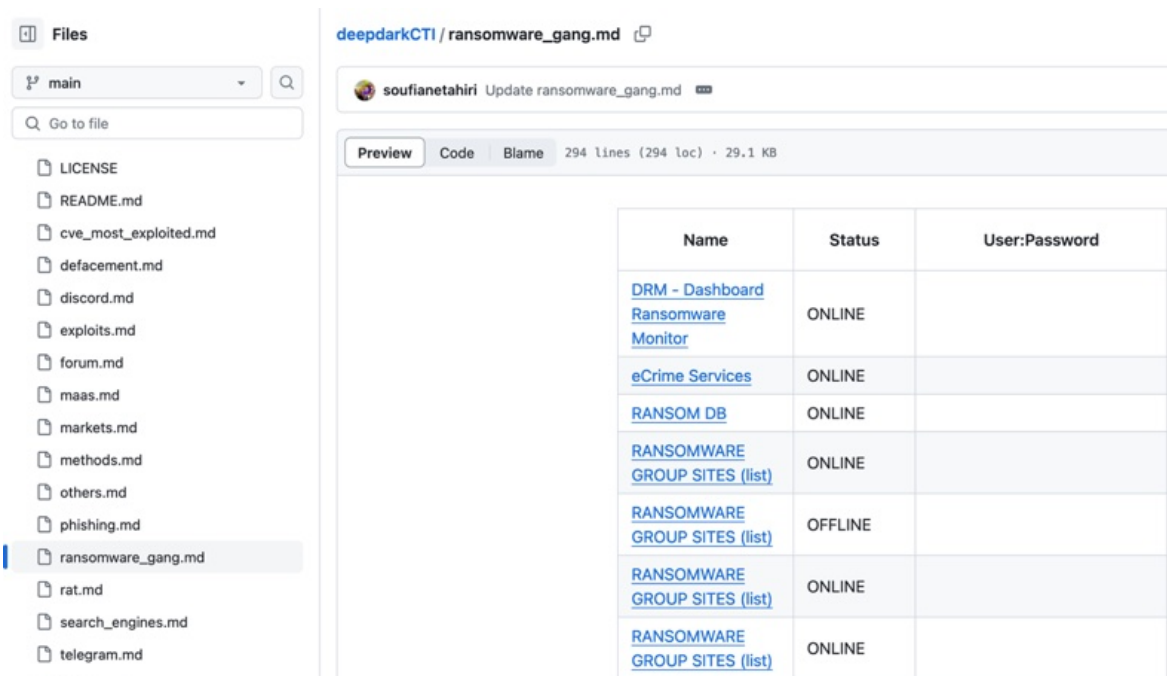 Files
main
Go to file
LICENSE
README.md
cve_most_exploited.md
defacement.md
discord.md
exploits.md
forum.md
maas.md
markets.md
methods.md
others.md
phishing.md
ransomware_gang.md
rat.md
search_engines.md
telegram.md
deepdarkCTI / ransomware_gang.md
soufianetahiri Update ransomware_gang.md
Preview Code Blame 294 lines (294 loc) · 29.1 KB
Name Status User:Password
DRM - Dashboard
Ransomware ONLINE
Monitor
eCrime Services ONLINE
RANSOM DB ONLINE
RANSOMWARE
GROUP SITES (list) ONLINE
RANSOMWARE
GROUP SITES (list) OFFLINE
RANSOMWARE
GROUP SITES (list) ONLINE
RANSOMWARE
GROUP SITES (list) ONLINE